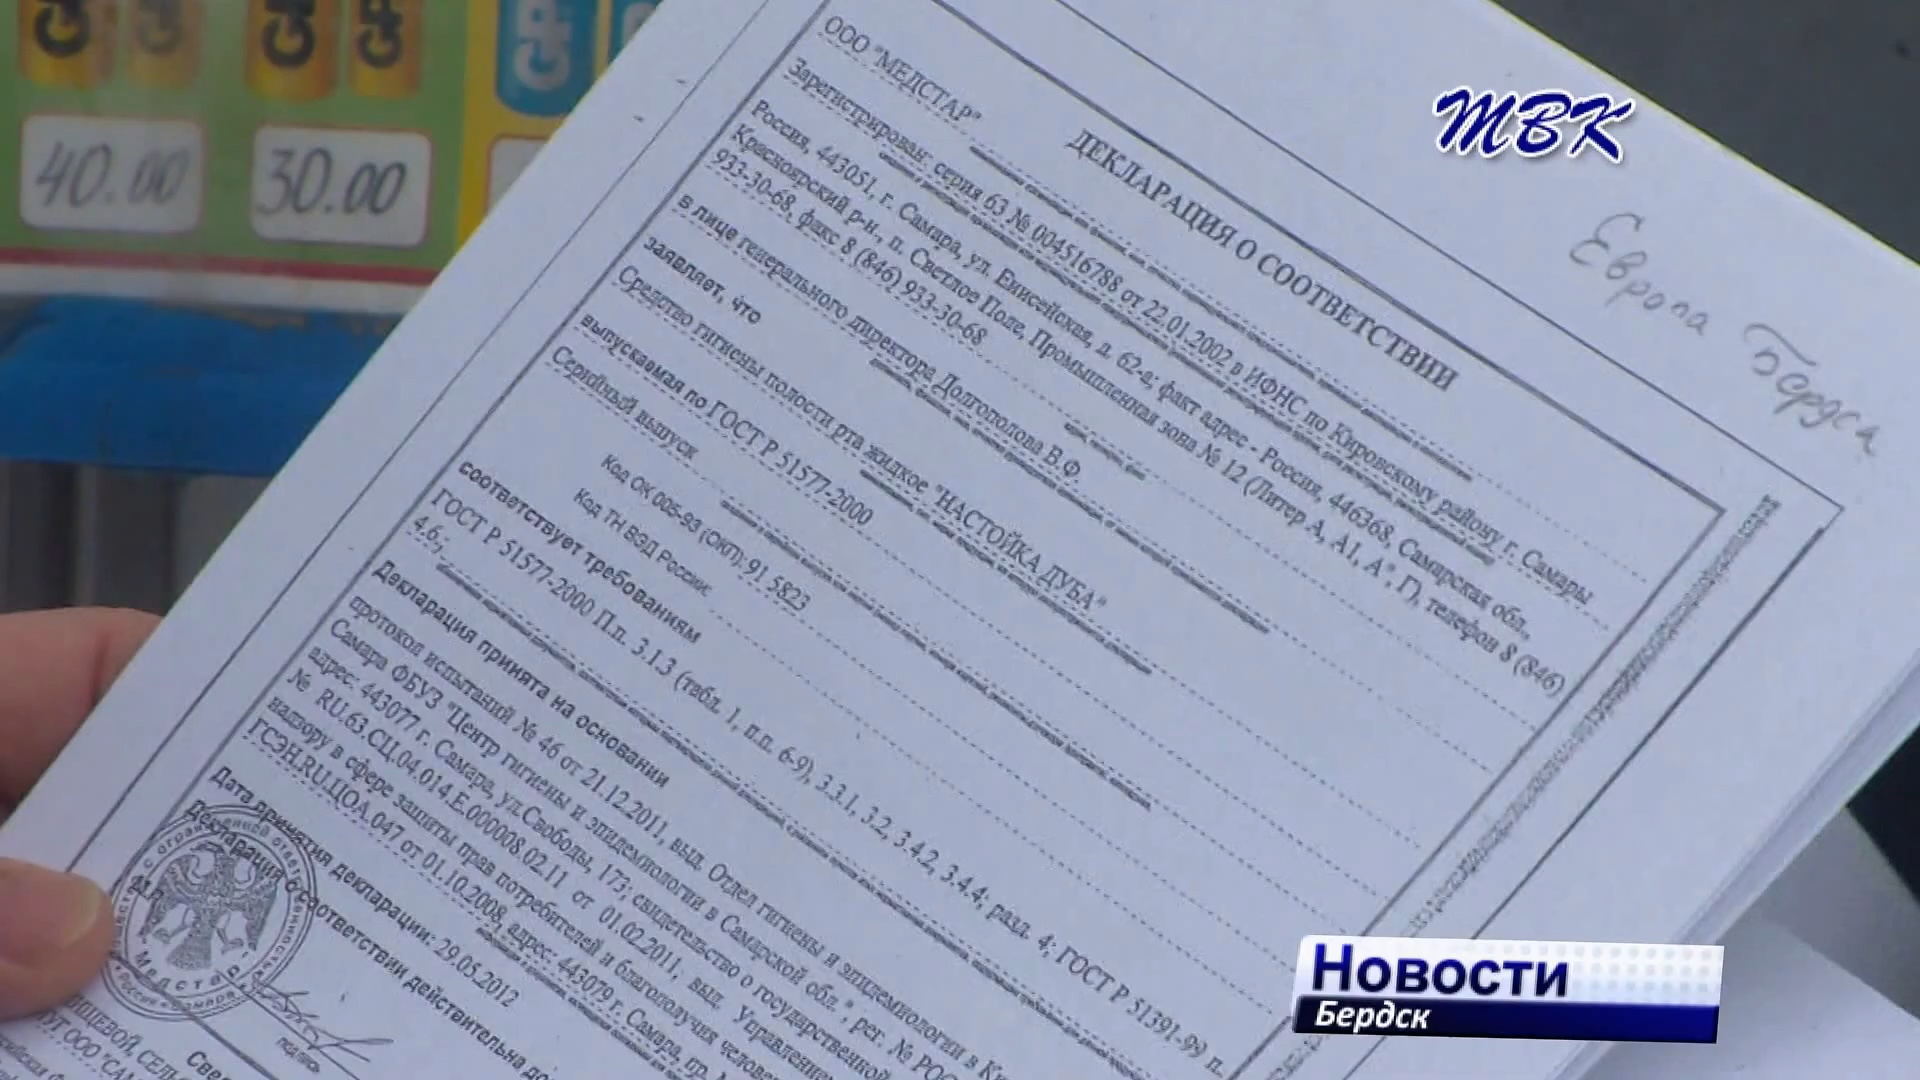 GP
GP
GP
GP
GP
40.00
30.00
ТВК
Европа Бердск
ООО "МЕДСТАР"
ДЕКЛАРАЦИЯ О СООТВЕТСТВИИ
Зарегистрирован: серия 63 № 004516788 от 22.01.2002 в ИФНС по Кировскому району г. Самары
Россия, 443051, г. Самара, ул. Енисейская, д. 62-а; факт адрес - Россия, 446368, Самарская обл.,
Красноярский р-н., п. Светлое Поле, Промышленная зона № 12 (Литер А, А1, А", Г), телефон 8 (846)
933-30-68, факс 8 (846) 933-30-68
в лице генерального директора Долгополова В.Ф
заявляет, что
Средство гигиены полости рта жидкое "НАСТОЙКА ДУБА"
выпускаемая по ГОСТ Р 51577-2000
Серийный выпуск
Код ОК 005-93 (ОКП): 91 5823
Код ТН ВЭД России:
соответствует требованиям
ГОСТ Р 51577-2000 П.п. 3.1.3 (табл. 1, п.п. 6-9), 3.3.1, 3.2, 3.4.2, 3.4.4; разд. 4; ГОСТ Р 51391-99 п.
4.6,-
Декларация принята на основании
протокол испытаний № 46 от 21.12.2011, выд. Отдел гигиены и эпидемиологии в
Самара ФБУЗ "Центр гигиены и эпидемиологии в Самарской обл.", рег. №
адрес: 443077 г. Самара, ул.Свободы, 173; свидетельство о государственной
№ RU.63.СЦ.04.014.Е.000008.02.11 от 01.02.2011, выд. Управлением
надзору в сфере защиты прав потребителей и благополучия
ГСЭН.RU.ЦОА.047 от 01.10.2008, адрес: 443079 г. Самара, пр.
Дата принятия декларации: 29.05.2012
Декларация о соответствии действительна до
М.П.
подпись
Новости
Бердск